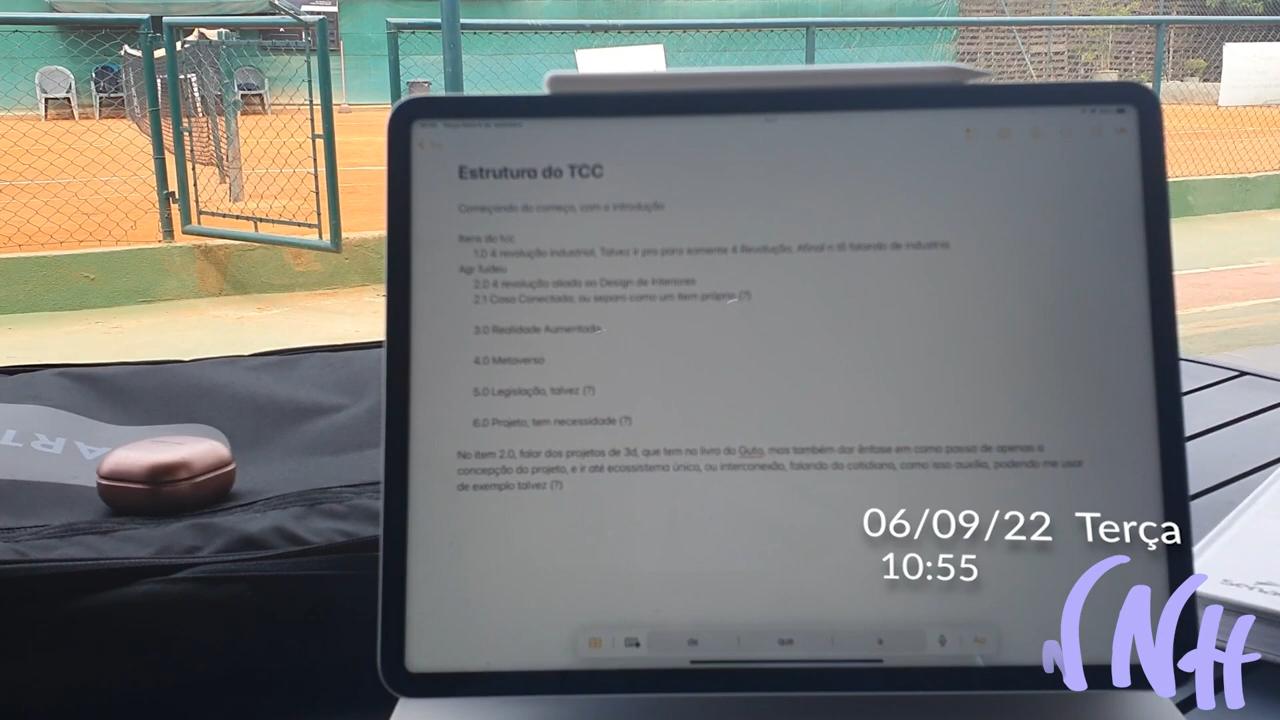 Estrutura do TCC
Começando do começo, com a introdução
Itens do tcc
1.0 4 revolução industrial, Talvez ir pro para somente 4 Revolução, Afinal n tô falando de industria
Agr fudeu
2.0 4 revolução aliada ao Design de Interiores
2.1 Casa Conectada, ou separo como um item próprio (?)
3.0 Realidade Aumentada
4.0 Metaverso
5.0 Legislação, talvez (?)
6.0 Projeto, tem necessidade (?)
No item 2.0, falar dos projetos de 3d, que tem no livro do Guto, mas também dar ênfase em como passa de apenas a
concepção do projeto, e ir até ecossistema único, ou interconexão, falando do cotidiano, como isso auxilia, podendo me usar
de exemplo talvez (?)
06/09/22 Terça
10:55
de que a
ART
NH